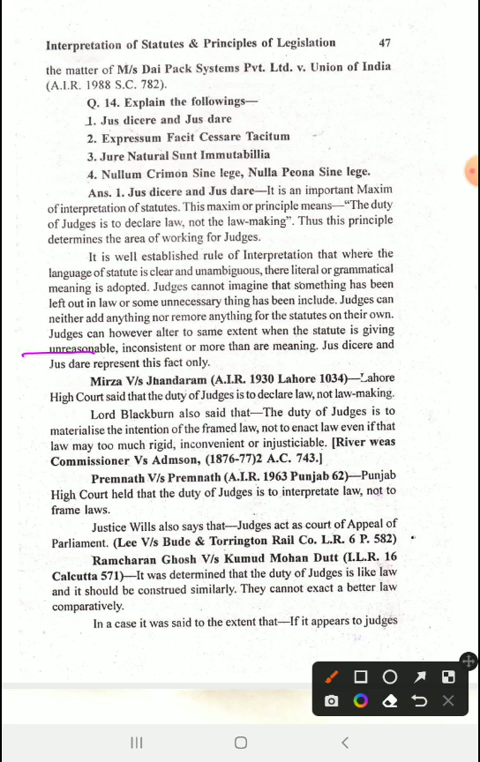 Interpretation of Statutes & Principles of Legislation 47
the matter of M/s Dai Pack Systems Pvt. Ltd. v. Union of India
(A.I.R. 1988 S.C. 782).
Q. 14. Explain the followings—
1. Jus dicere and Jus dare
2. Expressum Facit Cessare Tacitum
3. Jure Natural Sunt Immutabillia
4. Nullum Crimon Sine lege, Nulla Peona Sine lege.
Ans. 1. Jus dicere and Jus dare—It is an important Maxim
of interpretation of statutes. This maxim or principle means—“The duty
of Judges is to declare law, not the law-making”. Thus this principle
determines the area of working for Judges.
It is well established rule of Interpretation that where the
language of statute is clear and unambiguous, there literal or grammatical
meaning is adopted. Judges cannot imagine that something has been
left out in law or some unnecessary thing has been include. Judges can
neither add anything nor remore anything for the statutes on their own.
Judges can however alter to same extent when the statute is giving
unreasonable, inconsistent or more than are meaning. Jus dicere and
Jus dare represent this fact only.
Mirza V/s Jhandaram (A.I.R. 1930 Lahore 1034)—Lahore
High Court said that the duty of Judges is to declare law, not law-making.
Lord Blackburn also said that—The duty of Judges is to
materialise the intention of the framed law, not to enact law even if that
law may too much rigid, inconvenient or injusticiable. [River weas
Commissioner Vs Admson, (1876-77)2 A.C. 743.]
Premnath V/s Premnath (A.I.R. 1963 Punjab 62)—Punjab
High Court held that the duty of Judges is to interpretate law, not to
frame laws.
Justice Wills also says that—Judges act as court of Appeal of
Parliament. (Lee V/s Bude & Torrington Rail Co. L.R. 6 P. 582)
Ramcharan Ghosh V/s Kumud Mohan Dutt (I.L.R. 16
Calcutta 571)—It was determined that the duty of Judges is like law
and it should be construed similarly. They cannot exact a better law
comparatively.
In a case it was said to the extent that—If it appears to judges